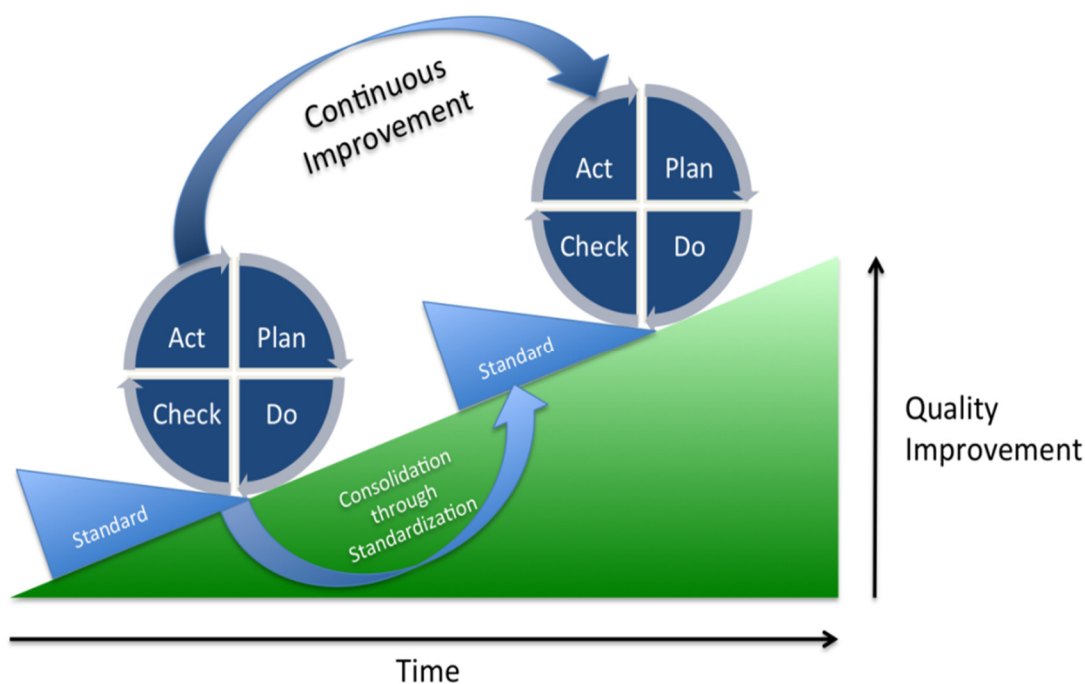 Continuous
Improvement
Act
Plan
Check
Do
Act
Plan
Check
Do
Standard
Standard
Consolidation
through
Standardization
Quality
Improvement
Time